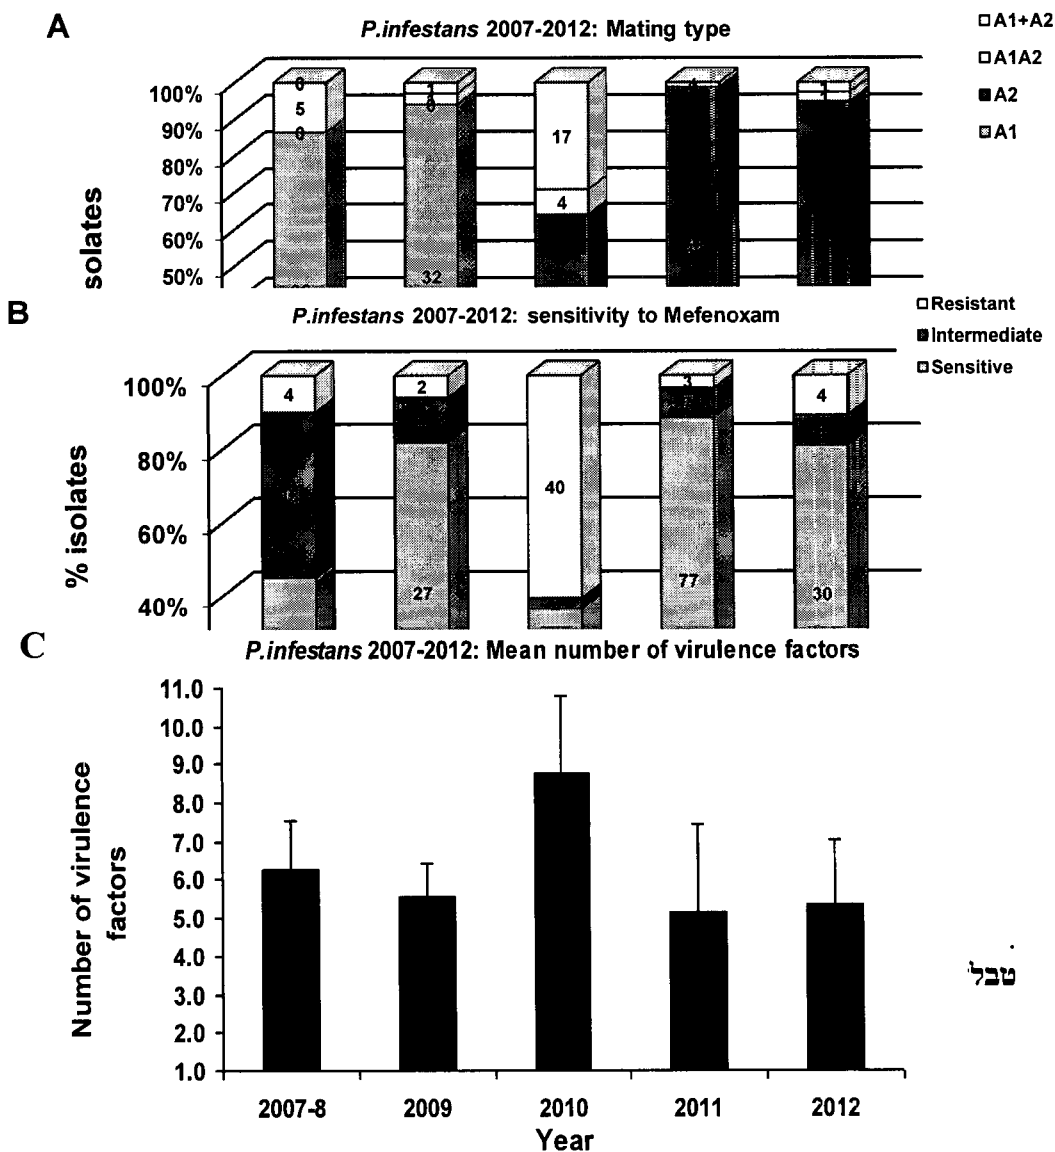 A
P.infestans 2007-2012: Mating type
A1+A2
A1A2
A2
A1
100%
90%
80%
70%
60%
50%
solates
0
5
0
1
0
32
17
4
1
B
P.infestans 2007-2012: sensitivity to Mefenoxam
Resistant
Intermediate
Sensitive
100%
80%
60%
40%
% isolates
4
2
27
40
3
77
4
30
C
P.infestans 2007-2012: Mean number of virulence factors
11.0
10.0
9.0
8.0
7.0
6.0
5.0
4.0
3.0
2.0
1.0
Number of virulence
factors
2007-8
2009
2010
2011
2012
Year
טבלי